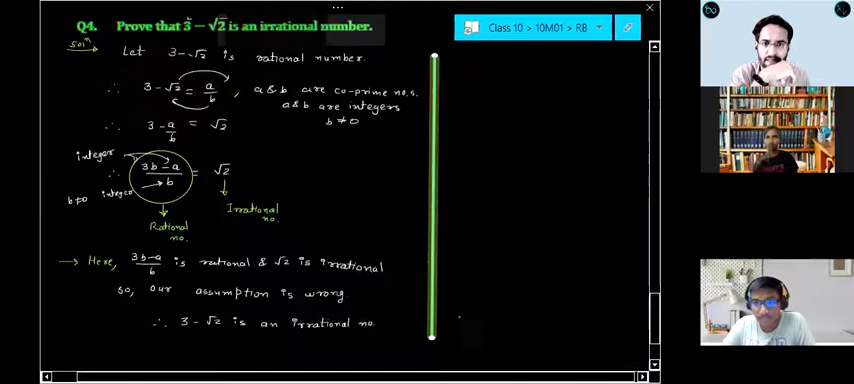 Q4. Prove that 3 − √2 is an irrational number.
Class 10 > 10M01 > RB
Solⁿ
Let 3 − √2 is rational number.
∴ 3 − √2 = a/b , a & b are co-prime no.s.
a & b are integers
b ≠ 0
∴ 3 − a/b = √2
integer
∴ (3b − a)/b = √2
b≠0 integer
Rational no.
Irrational no.
→ Here, (3b−a)/b is rational & √2 is irrational
so, our assumption is wrong
∴ 3 − √2 is an irrational no.